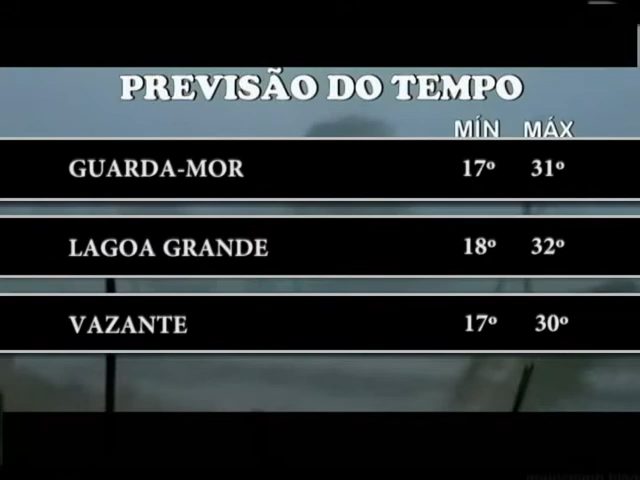 PREVISÃO DO TEMPO
MÍN MÁX
GUARDA-MOR 17º 31º
LAGOA GRANDE 18º 32º
VAZANTE 17º 30º